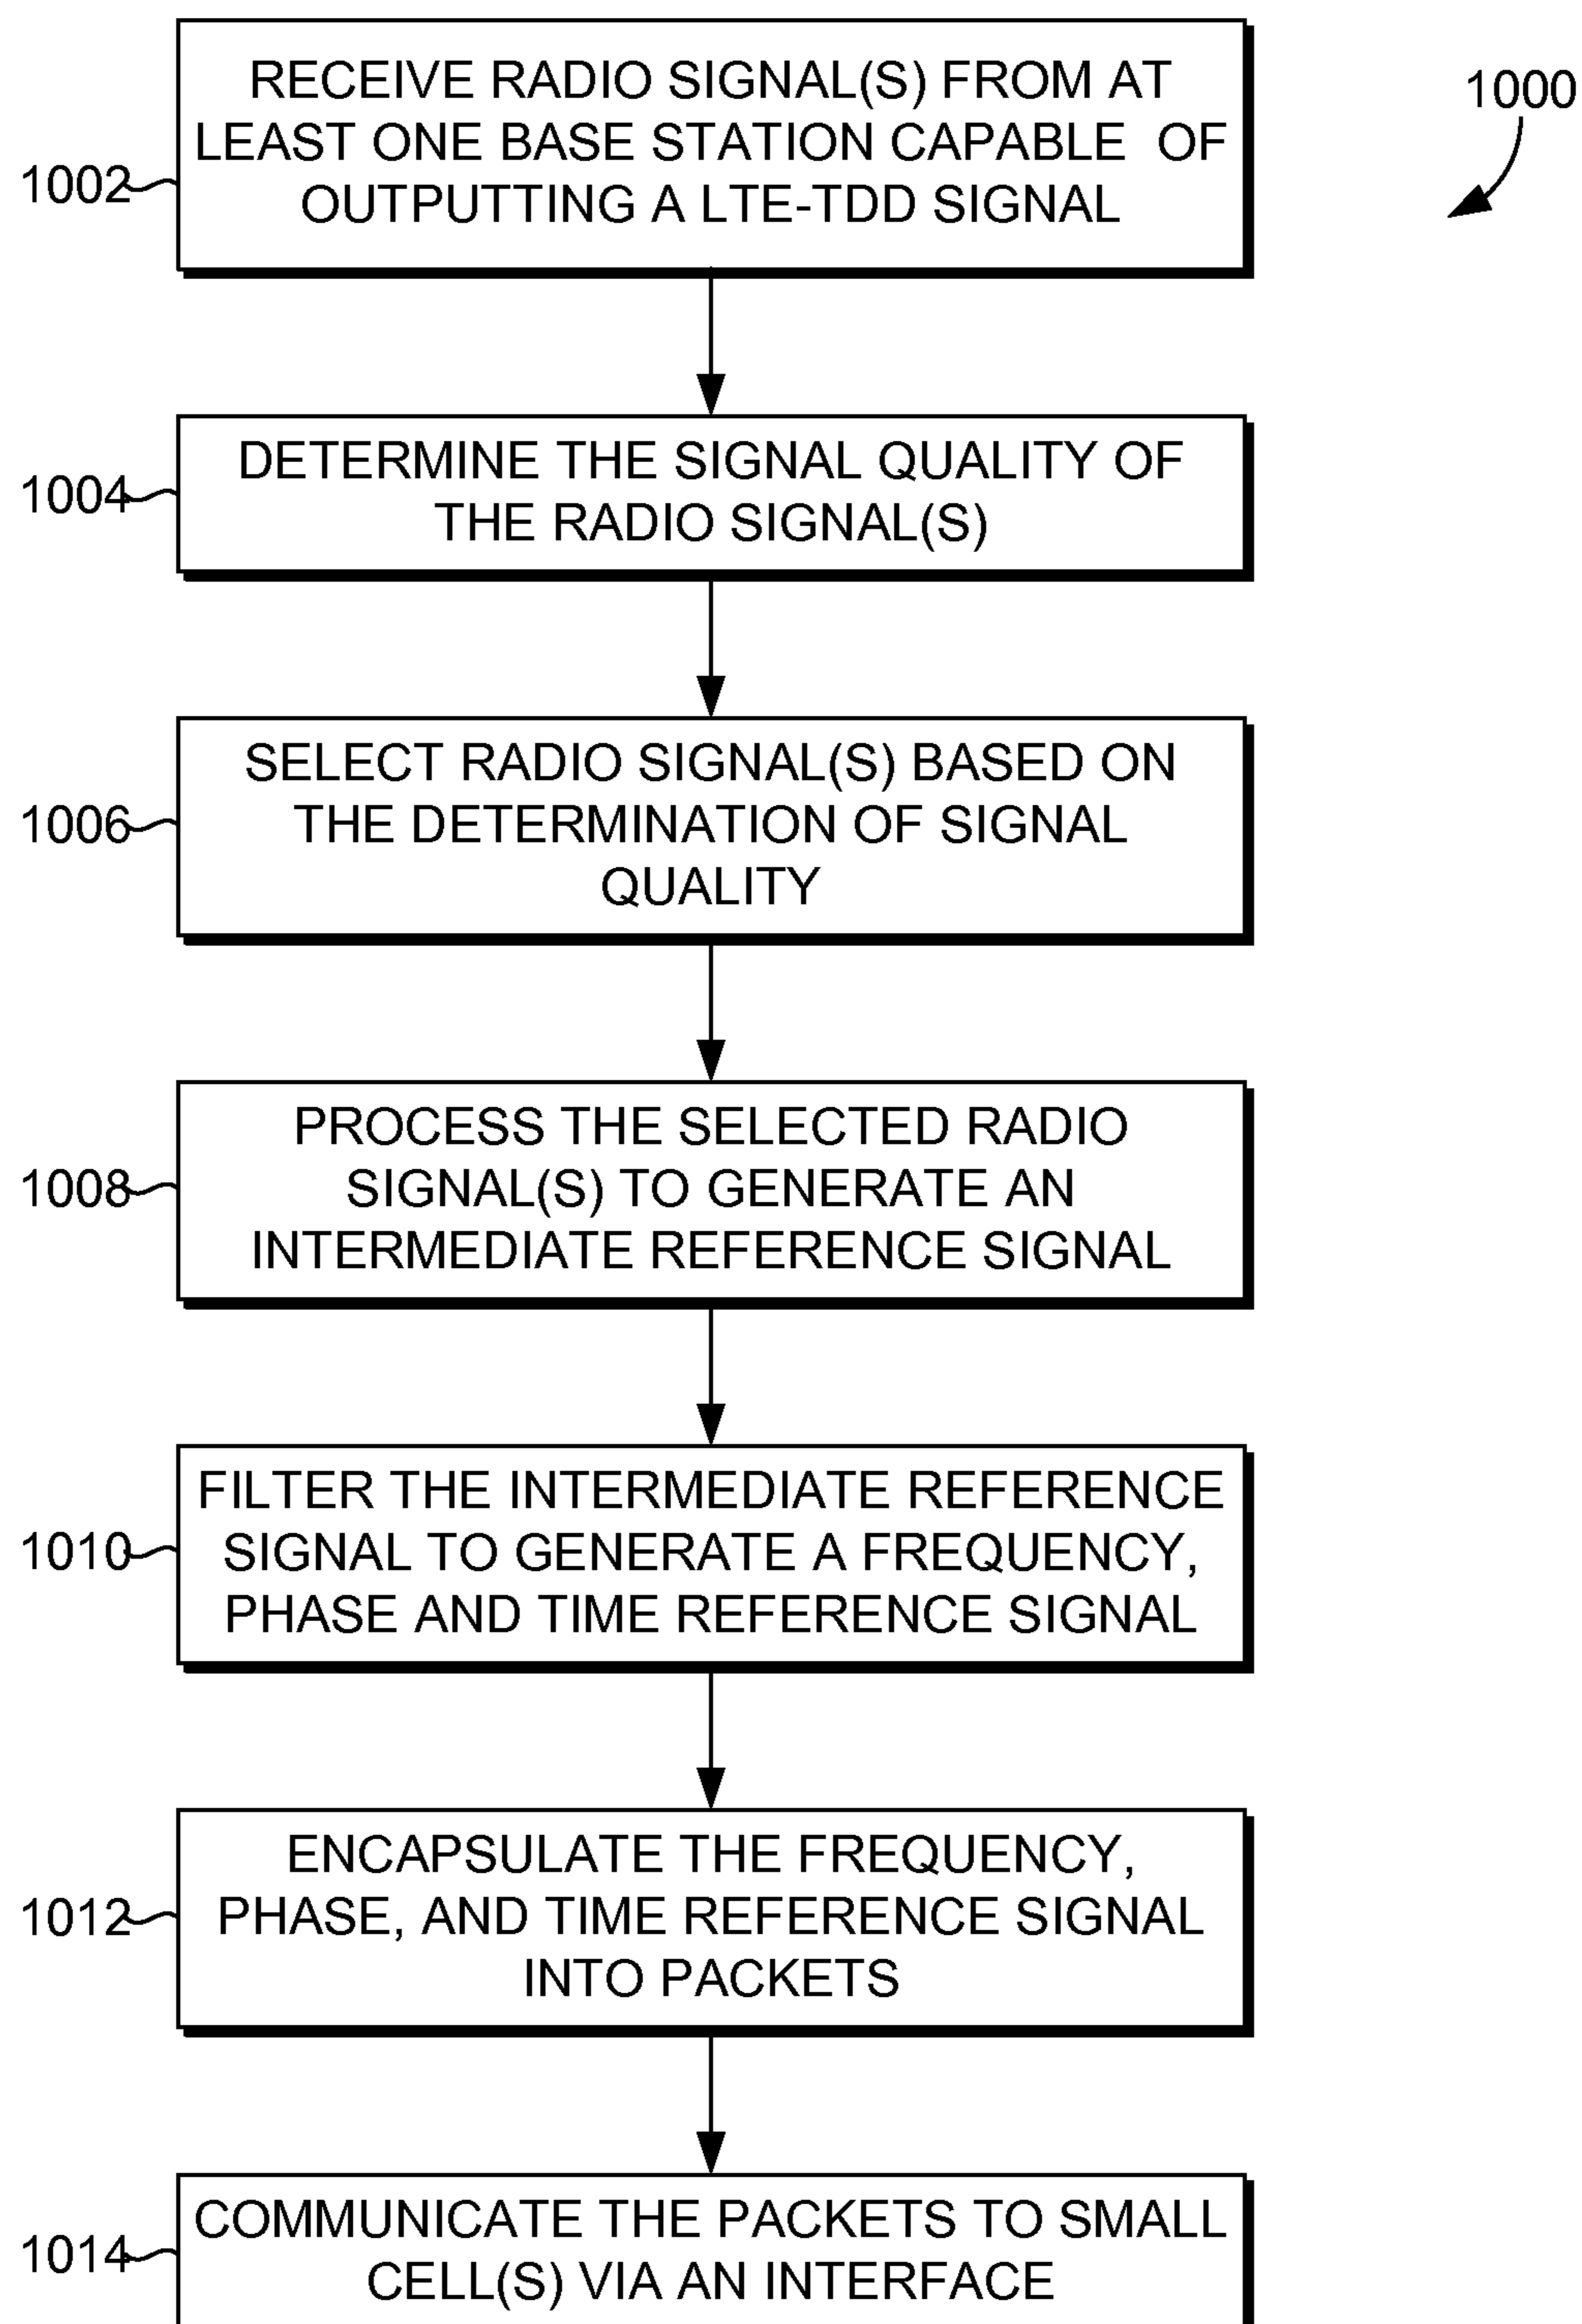 RECEIVE RADIO SIGNAL(S) FROM AT
LEAST ONE BASE STATION CAPABLE OF
OUTPUTTING A LTE-TDD SIGNAL
1000
1002
DETERMINE THE SIGNAL QUALITY OF
THE RADIO SIGNAL(S)
1004
SELECT RADIO SIGNAL(S) BASED ON
THE DETERMINATION OF SIGNAL
QUALITY
1006
PROCESS THE SELECTED RADIO
SIGNAL(S) TO GENERATE AN
INTERMEDIATE REFERENCE SIGNAL
1008
FILTER THE INTERMEDIATE REFERENCE
SIGNAL TO GENERATE A FREQUENCY,
PHASE AND TIME REFERENCE SIGNAL
1010
ENCAPSULATE THE FREQUENCY,
PHASE, AND TIME REFERENCE SIGNAL
INTO PACKETS
1012
COMMUNICATE THE PACKETS TO SMALL
CELL(S) VIA AN INTERFACE
1014